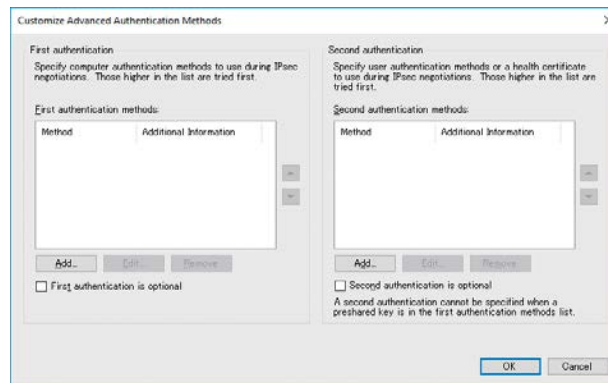 Customize Advanced Authentication Methods
First authentication
Specify computer authentication methods to use during IPsec
negotiations. Those higher in the list are tried first.
First authentication methods:
Method Additional Information
Add... Edit... Remove
First authentication is optional
Second authentication
Specify user authentication methods or a health certificate
to use during IPsec negotiations. Those higher in the list are
tried first.
Second authentication methods:
Method Additional Information
Add... Edit... Remove
Second authentication is optional
A second authentication cannot be specified when a
preshared key is in the first authentication methods list.
OK Cancel